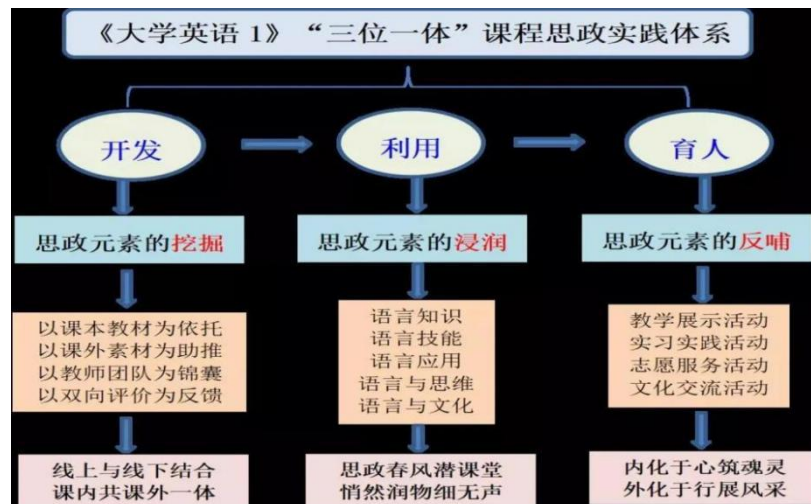 《大学英语 1》“三位一体”课程思政实践体系
开发
利用
育人
思政元素的挖掘
思政元素的浸润
思政元素的反哺
以课本教材为依托
以课外素材为助推
以教师团队为锦囊
以双向评价为反馈
语言知识
语言技能
语言应用
语言与思维
语言与文化
教学展示活动
实习实践活动
志愿服务活动
文化交流活动
线上与线下结合
课内共课外一体
思政春风潜课堂
悄然润物细无声
内化于心筑魂灵
外化于行展风采